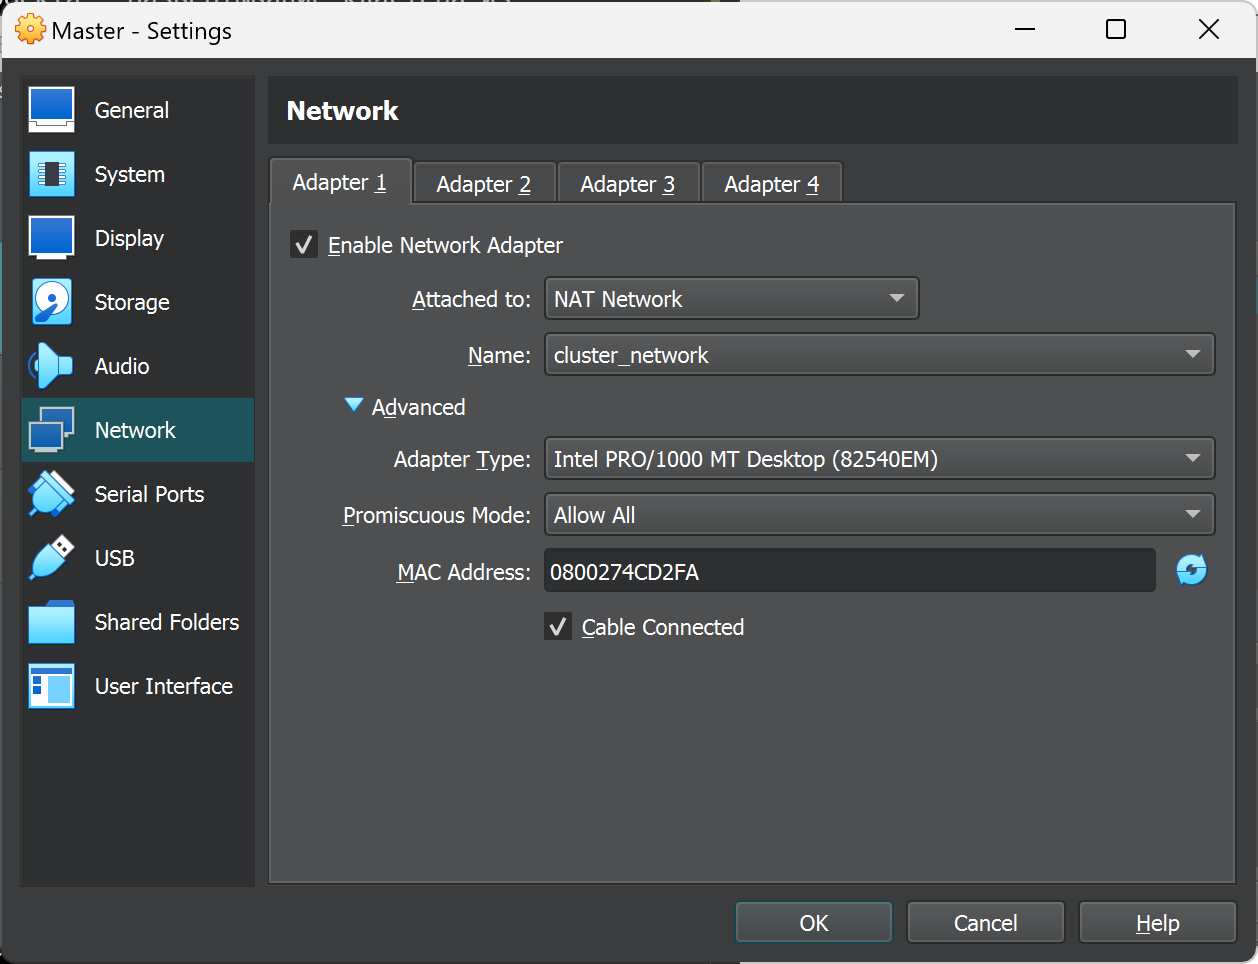 Master - Settings
General
System
Display
Storage
Audio
Network
Serial Ports
USB
Shared Folders
User Interface
Network
Adapter 1
Adapter 2
Adapter 3
Adapter 4
Enable Network Adapter
Attached to: NAT Network
Name: cluster_network
Advanced
Adapter Type: Intel PRO/1000 MT Desktop (82540EM)
Promiscuous Mode: Allow All
MAC Address: 0800274CD2FA
Cable Connected
OK
Cancel
Help